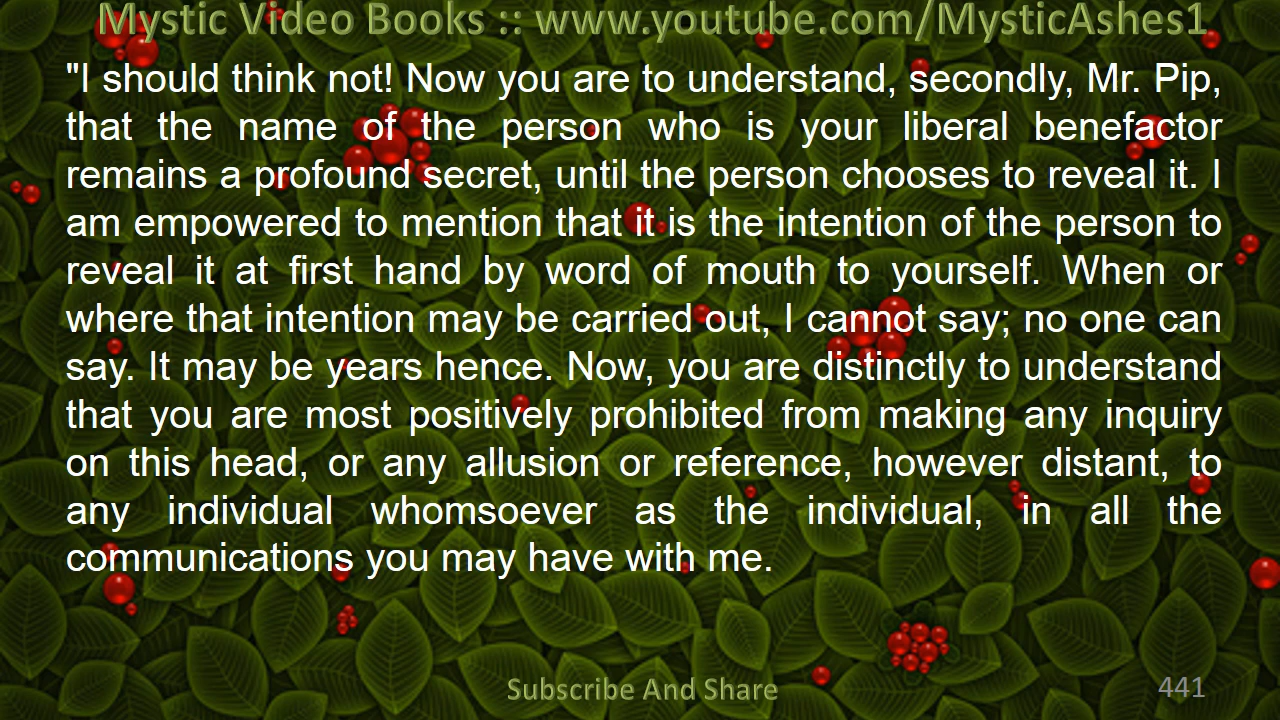 Mystic Video Books :: www.youtube.com/MysticAshes1
"I should think not! Now you are to understand, secondly, Mr. Pip,
that the name of the person who is your liberal benefactor
remains a profound secret, until the person chooses to reveal it. I
am empowered to mention that it is the intention of the person to
reveal it at first hand by word of mouth to yourself. When or
where that intention may be carried out, I cannot say; no one can
say. It may be years hence. Now, you are distinctly to understand
that you are most positively prohibited from making any inquiry
on this head, or any allusion or reference, however distant, to
any individual whomsoever as the individual, in all the
communications you may have with me.
Subscribe And Share
441